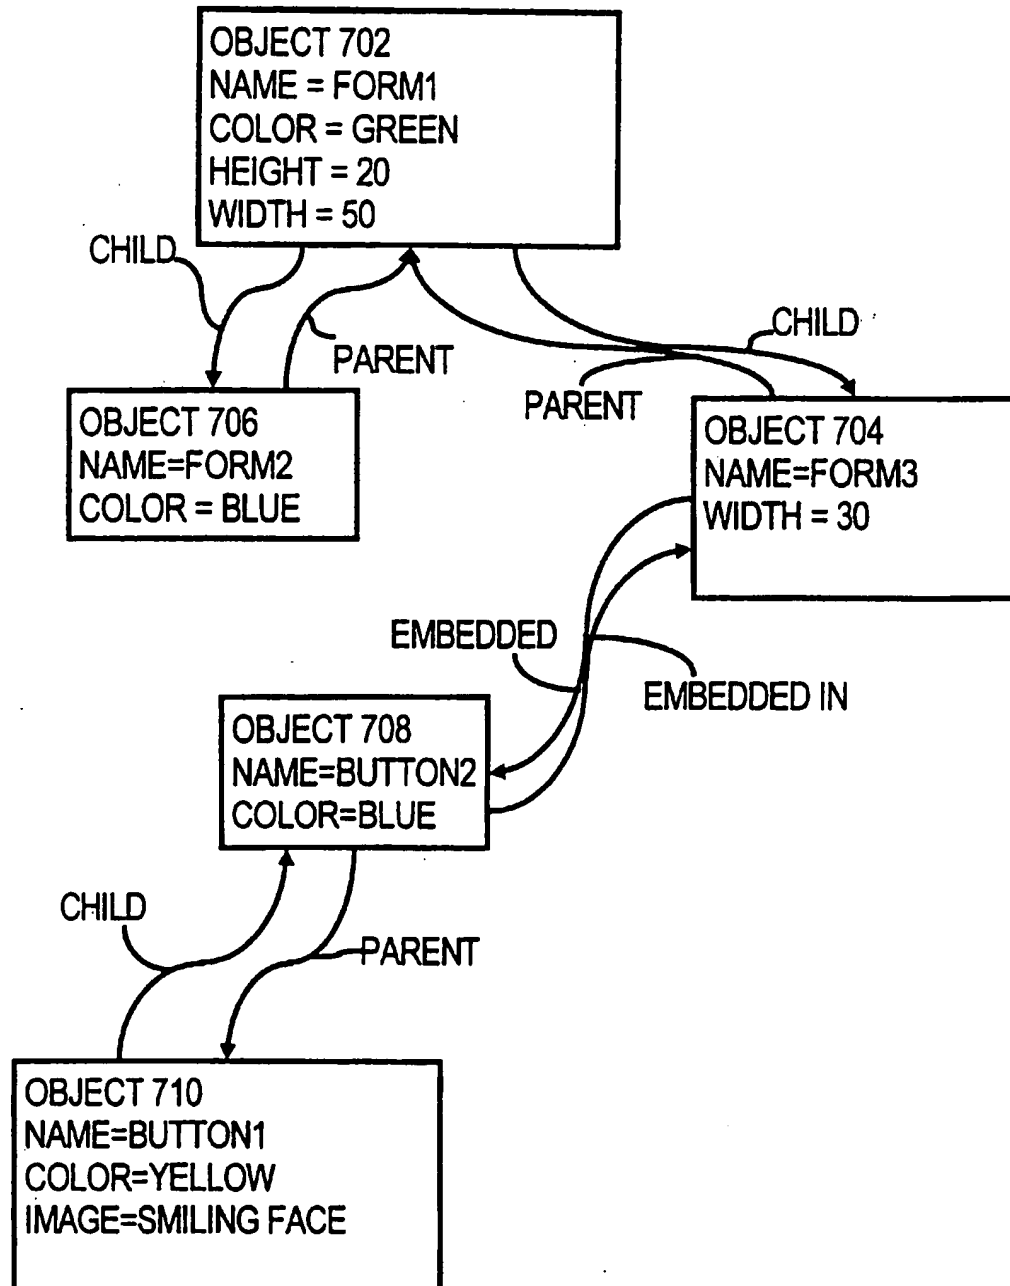 OBJECT 702
NAME = FORM1
COLOR = GREEN
HEIGHT = 20
WIDTH = 50
CHILD
PARENT
CHILD
PARENT
OBJECT 706
NAME=FORM2
COLOR = BLUE
OBJECT 704
NAME=FORM3
WIDTH = 30
EMBEDDED
EMBEDDED IN
OBJECT 708
NAME=BUTTON2
COLOR=BLUE
CHILD
PARENT
OBJECT 710
NAME=BUTTON1
COLOR=YELLOW
IMAGE=SMILING FACE